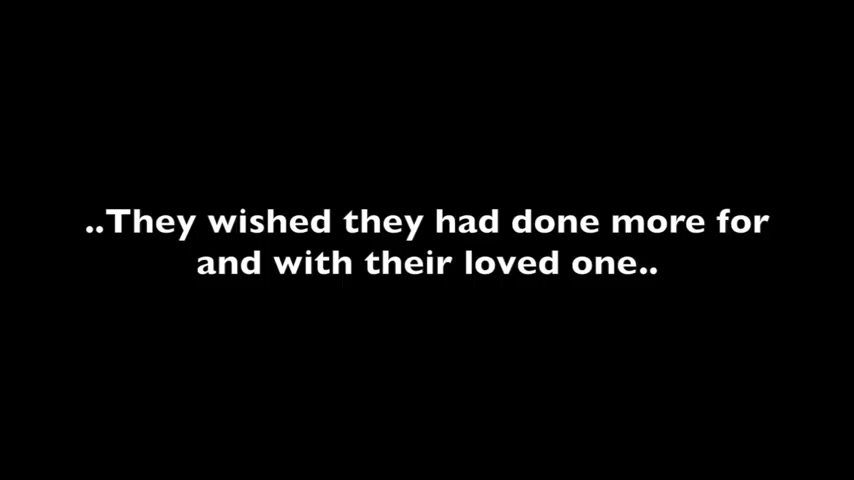 ..They wished they had done more for
and with their loved one..